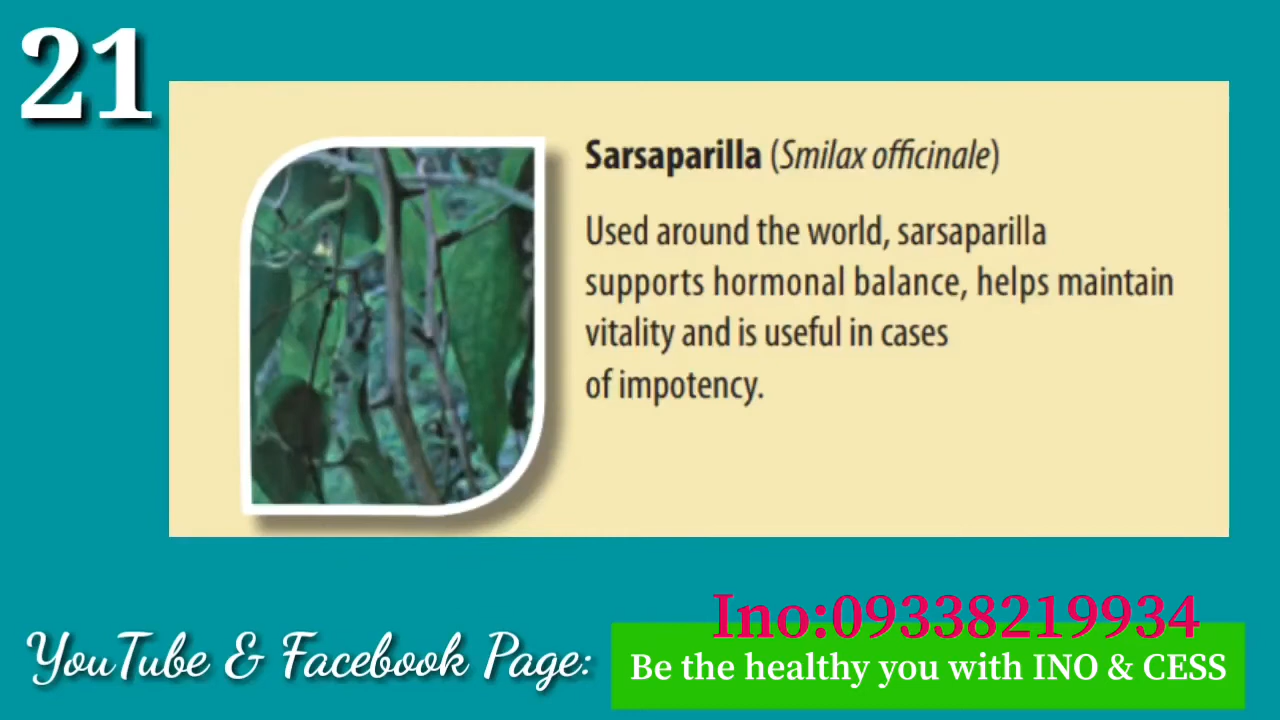 21
Sarsaparilla (Smilax officinale)
Used around the world, sarsaparilla
supports hormonal balance, helps maintain
vitality and is useful in cases
of impotency.
Ino:09338219934
YouTube & Facebook Page:
Be the healthy you with INO & CESS